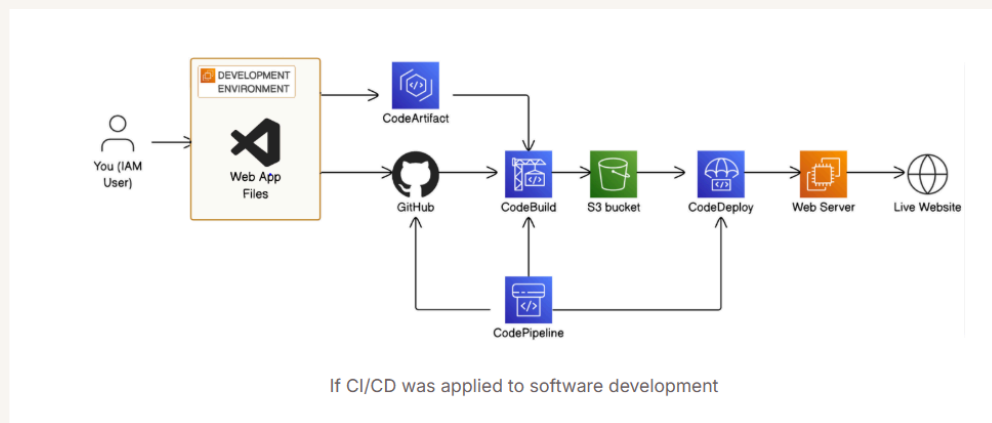 DEVELOPMENT
ENVIRONMENT
CodeArtifact
You (IAM
User)
Web App
Files
GitHub
CodeBuild
S3 bucket
CodeDeploy
Web Server
Live Website
CodePipeline
If CI/CD was applied to software development